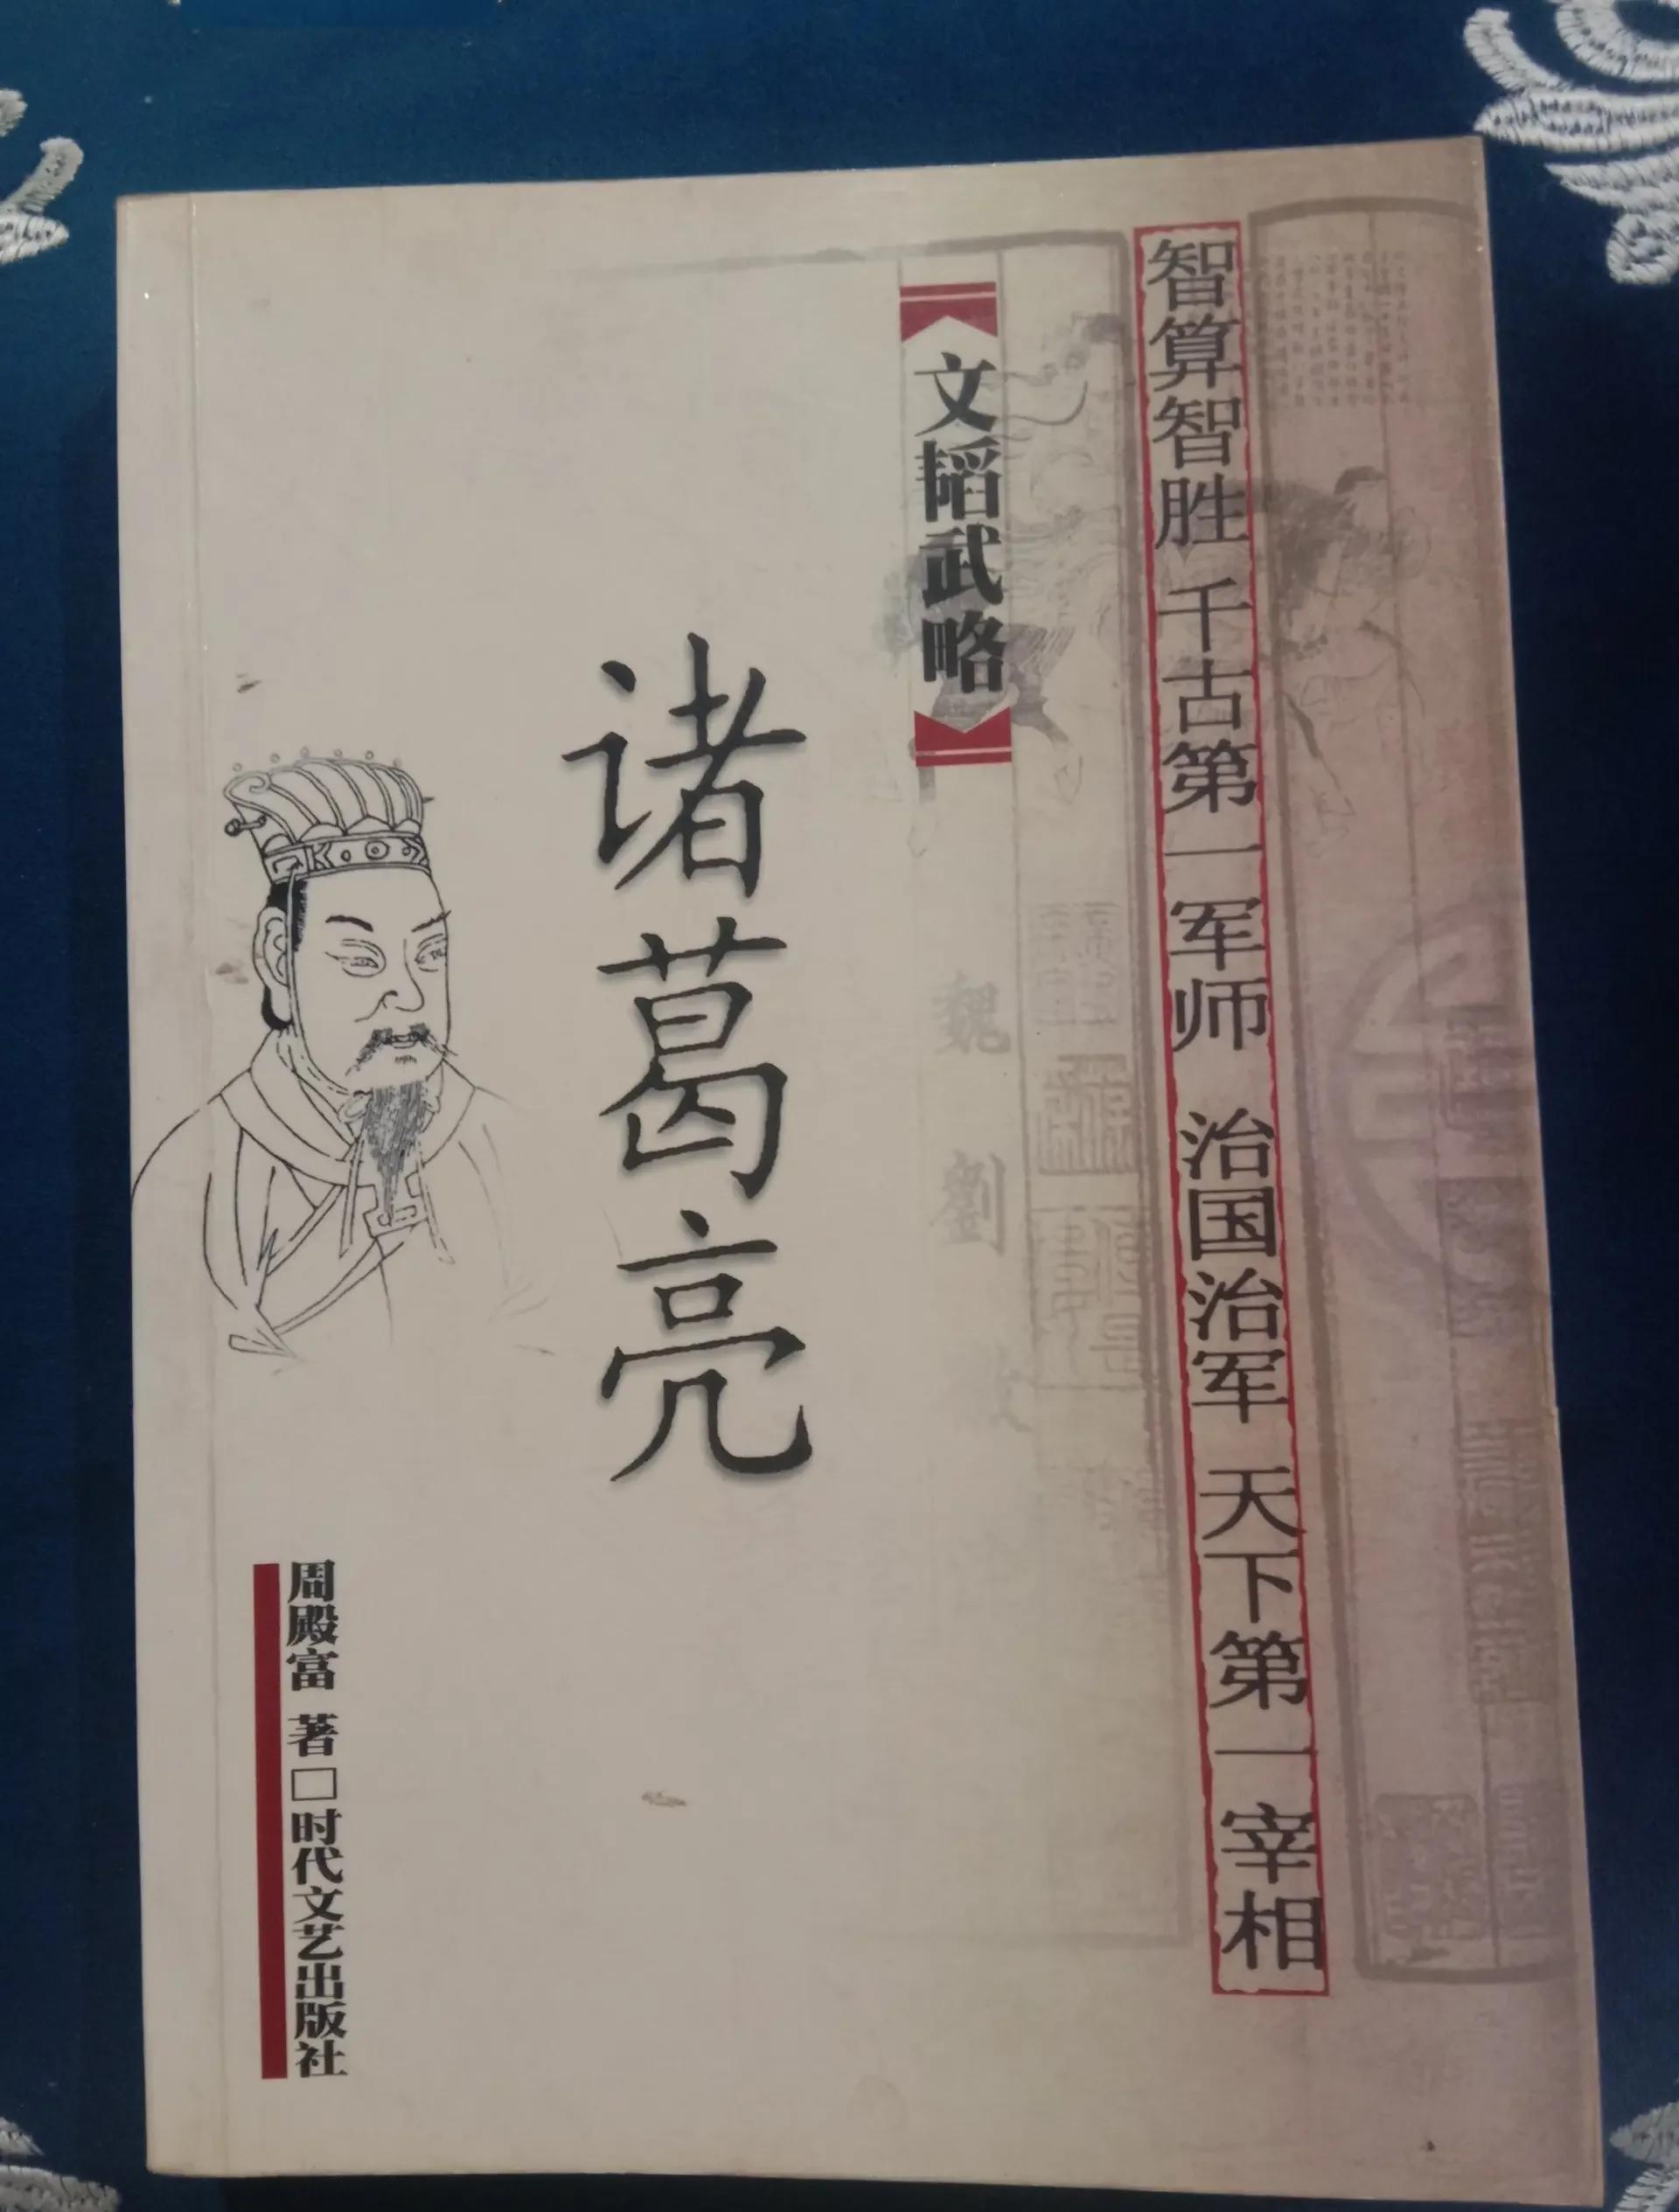 智算智胜 千古第一军师 治国治军 天下第一宰相
文韬武略
诸葛亮
魏
劉
周殿富 著□时代文艺出版社